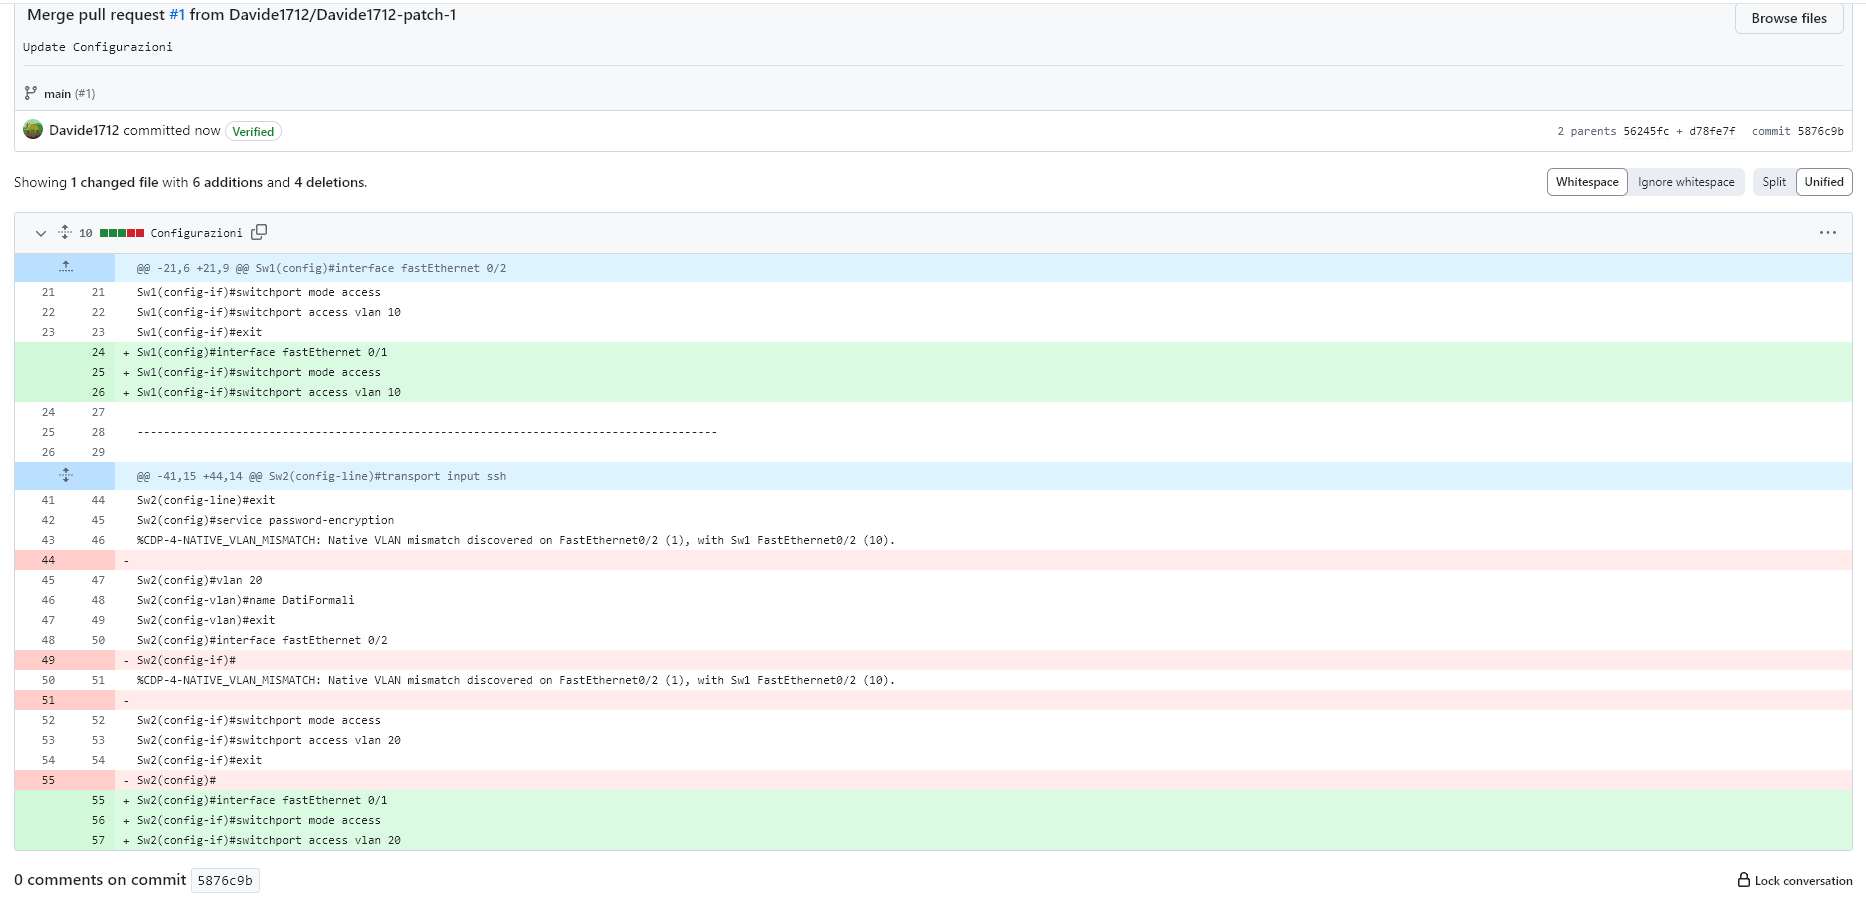 Merge pull request #1 from Davide1712/Davide1712-patch-1
Browse files
Update Configurazioni
main (#1)
Davide1712 committed now Verified
2 parents 56245fc + d78fe7f commit 5876c9b
Showing 1 changed file with 6 additions and 4 deletions.
Whitespace Ignore whitespace Split Unified
10 Configurazioni
@@ -21,6 +21,9 @@ Sw1(config)#interface fastEthernet 0/2
21 21 Sw1(config-if)#switchport mode access
22 22 Sw1(config-if)#switchport access vlan 10
23 23 Sw1(config-if)#exit
24 + Sw1(config)#interface fastEthernet 0/1
25 + Sw1(config-if)#switchport mode access
26 + Sw1(config-if)#switchport access vlan 10
24 27
25 28 ----------------------------------------------------------------------------------------
26 29
@@ -41,15 +44,14 @@ Sw2(config-line)#transport input ssh
41 44 Sw2(config-line)#exit
42 45 Sw2(config)#service password-encryption
43 46 %CDP-4-NATIVE_VLAN_MISMATCH: Native VLAN mismatch discovered on FastEthernet0/2 (1), with Sw1 FastEthernet0/2 (10).
44 -
45 47 Sw2(config)#vlan 20
46 48 Sw2(config-vlan)#name DatiFormali
47 49 Sw2(config-vlan)#exit
48 50 Sw2(config)#interface fastEthernet 0/2
49 - Sw2(config-if)#
50 51 %CDP-4-NATIVE_VLAN_MISMATCH: Native VLAN mismatch discovered on FastEthernet0/2 (1), with Sw1 FastEthernet0/2 (10).
51 -
52 52 Sw2(config-if)#switchport mode access
53 53 Sw2(config-if)#switchport access vlan 20
54 54 Sw2(config-if)#exit
55 - Sw2(config)#
55 + Sw2(config)#interface fastEthernet 0/1
56 + Sw2(config-if)#switchport mode access
57 + Sw2(config-if)#switchport access vlan 20
0 comments on commit 5876c9b
Lock conversation